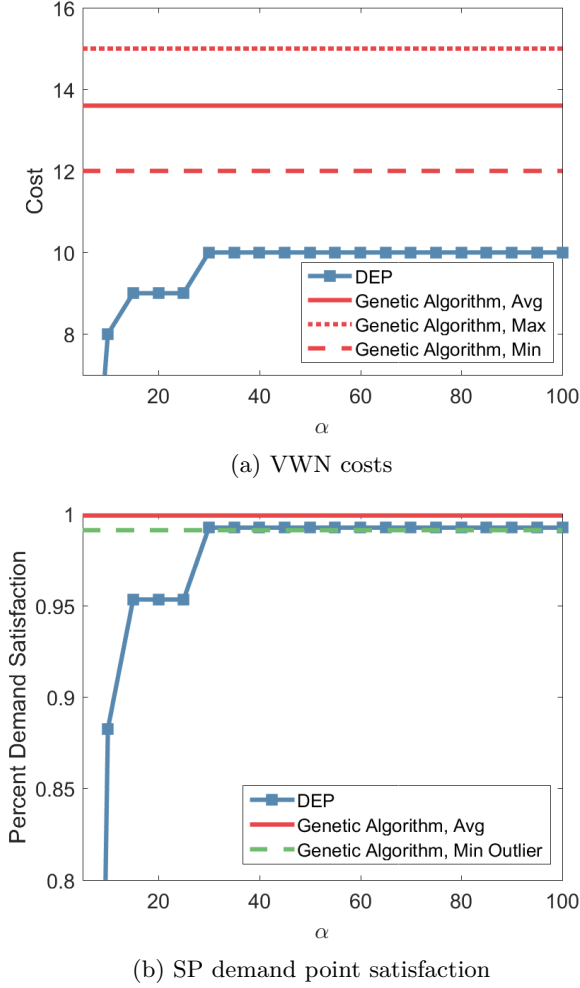 16
14
12
10
8
Cost
DEP
Genetic Algorithm, Avg
Genetic Algorithm, Max
Genetic Algorithm, Min
20 40 60 80 100
α
(a) VWN costs
1
0.95
0.9
0.85
0.8
Percent Demand Satisfaction
DEP
Genetic Algorithm, Avg
Genetic Algorithm, Min Outlier
20 40 60 80 100
α
(b) SP demand point satisfaction